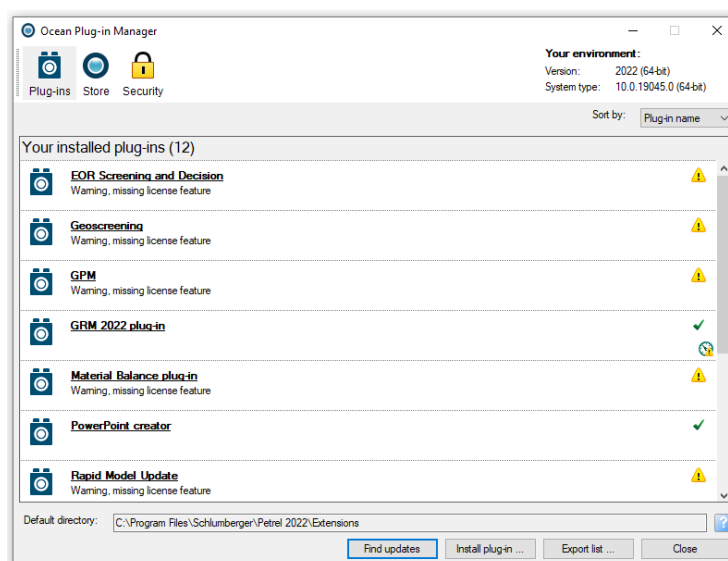 Ocean Plug-in Manager
Plug-ins
Store
Security
Your environment:
Version: 2022 (64-bit)
System type: 10.0.19045.0 (64-bit)
Sort by: Plug-in name
Your installed plug-ins (12)
EOR Screening and Decision
Warning, missing license feature
Geoscreening
Warning, missing license feature
GPM
Warning, missing license feature
GRM 2022 plug-in
Material Balance plug-in
Warning, missing license feature
PowerPoint creator
Rapid Model Update
Warning, missing license feature
Default directory: C:\Program Files\Schlumberger\Petrel 2022\Extensions
?
Find updates
Install plug-in ...
Export list ...
Close